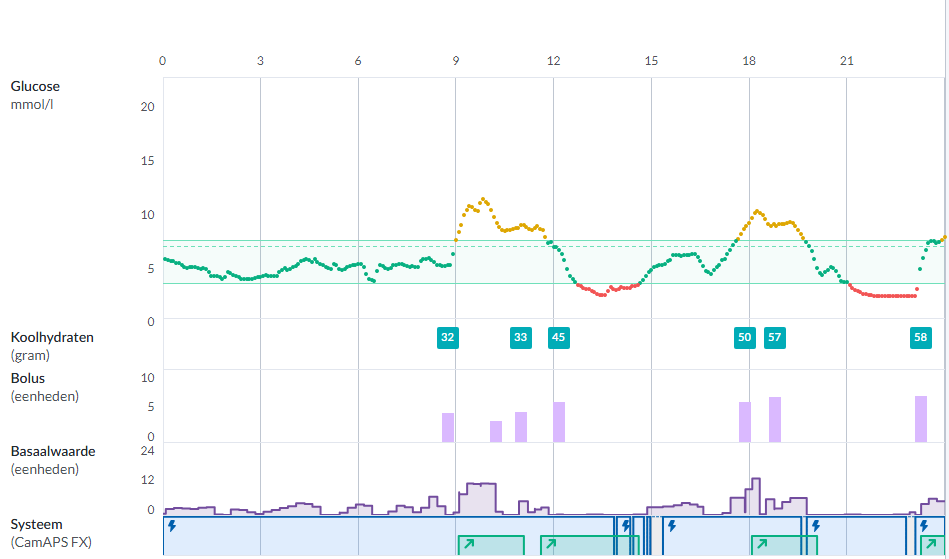 0 3 6 9 12 15 18 21
Glucose
mmol/l
20
15
10
5
0
Koolhydraten
(gram)
32 33 45 50 57 58
Bolus
(eenheden)
10
5
0
Basaalwaarde
(eenheden)
24
12
0
Systeem
(CamAPS FX)